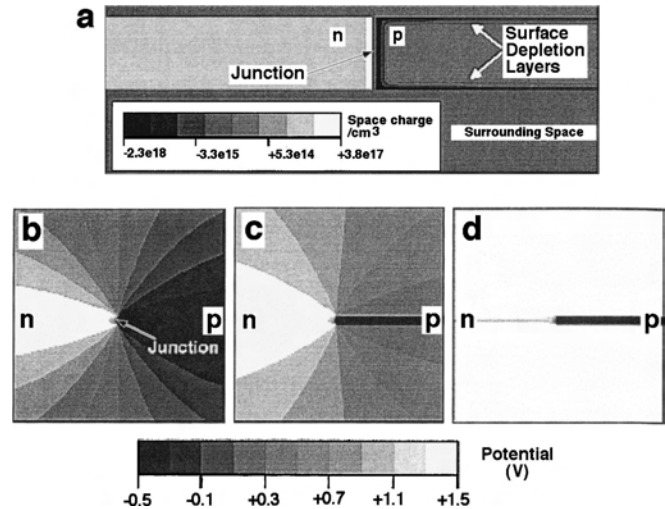 a
n
p
Surface
Depletion
Layers
Junction
Space charge
/cm3
-2.3e18 -3.3e15 +5.3e14 +3.8e17
Surrounding Space
b
n
p
Junction
c
n
p
d
n
p
Potential
(V)
-0.5 -0.1 +0.3 +0.7 +1.1 +1.5